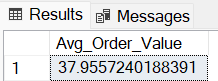 Results Messages
Avg_Order_Value
1 37.9557240188391